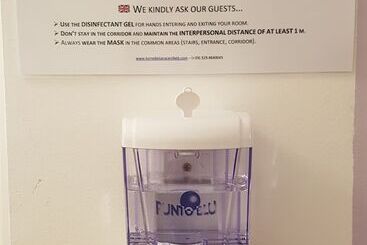 WE KINDLY ASK OUR GUESTS...
➢ USE THE DISINFECTANT GEL FOR HANDS ENTERING AND EXITING YOUR ROOM.
➢ DON'T STAY IN THE CORRIDOR AND MAINTAIN THE INTERPERSONAL DISTANCE OF AT LEAST 1 M.
➢ ALWAYS WEAR THE MASK IN THE COMMON AREAS (STAIRS, ENTRANCE, CORRIDOR).